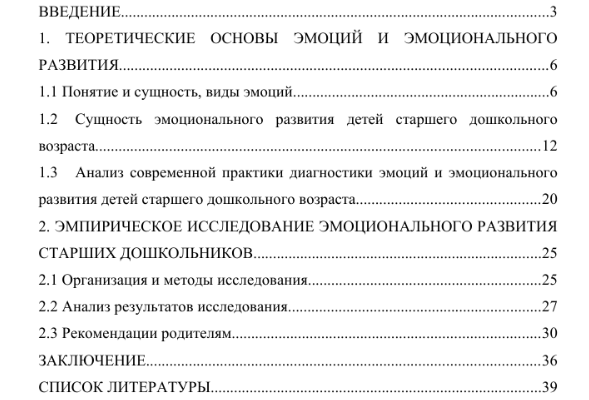 ВВЕДЕНИЕ....................................................................................................3
1. ТЕОРЕТИЧЕСКИЕ ОСНОВЫ ЭМОЦИЙ И ЭМОЦИОНАЛЬНОГО
РАЗВИТИЯ....................................................................................................6
1.1 Понятие и сущность, виды эмоций............................................................6
1.2 Сущность эмоционального развития детей старшего дошкольного
возраста....................................................................................................12
1.3 Анализ современной практики диагностики эмоций и эмоционального
развития детей старшего дошкольного возраста..........................................20
2. ЭМПИРИЧЕСКОЕ ИССЛЕДОВАНИЕ ЭМОЦИОНАЛЬНОГО РАЗВИТИЯ
СТАРШИХ ДОШКОЛЬНИКОВ....................................................................25
2.1 Организация и методы исследования.......................................................25
2.2 Анализ результатов исследования............................................................27
2.3 Рекомендации родителям.........................................................................30
ЗАКЛЮЧЕНИЕ.............................................................................................36
СПИСОК ЛИТЕРАТУРЫ..............................................................................39